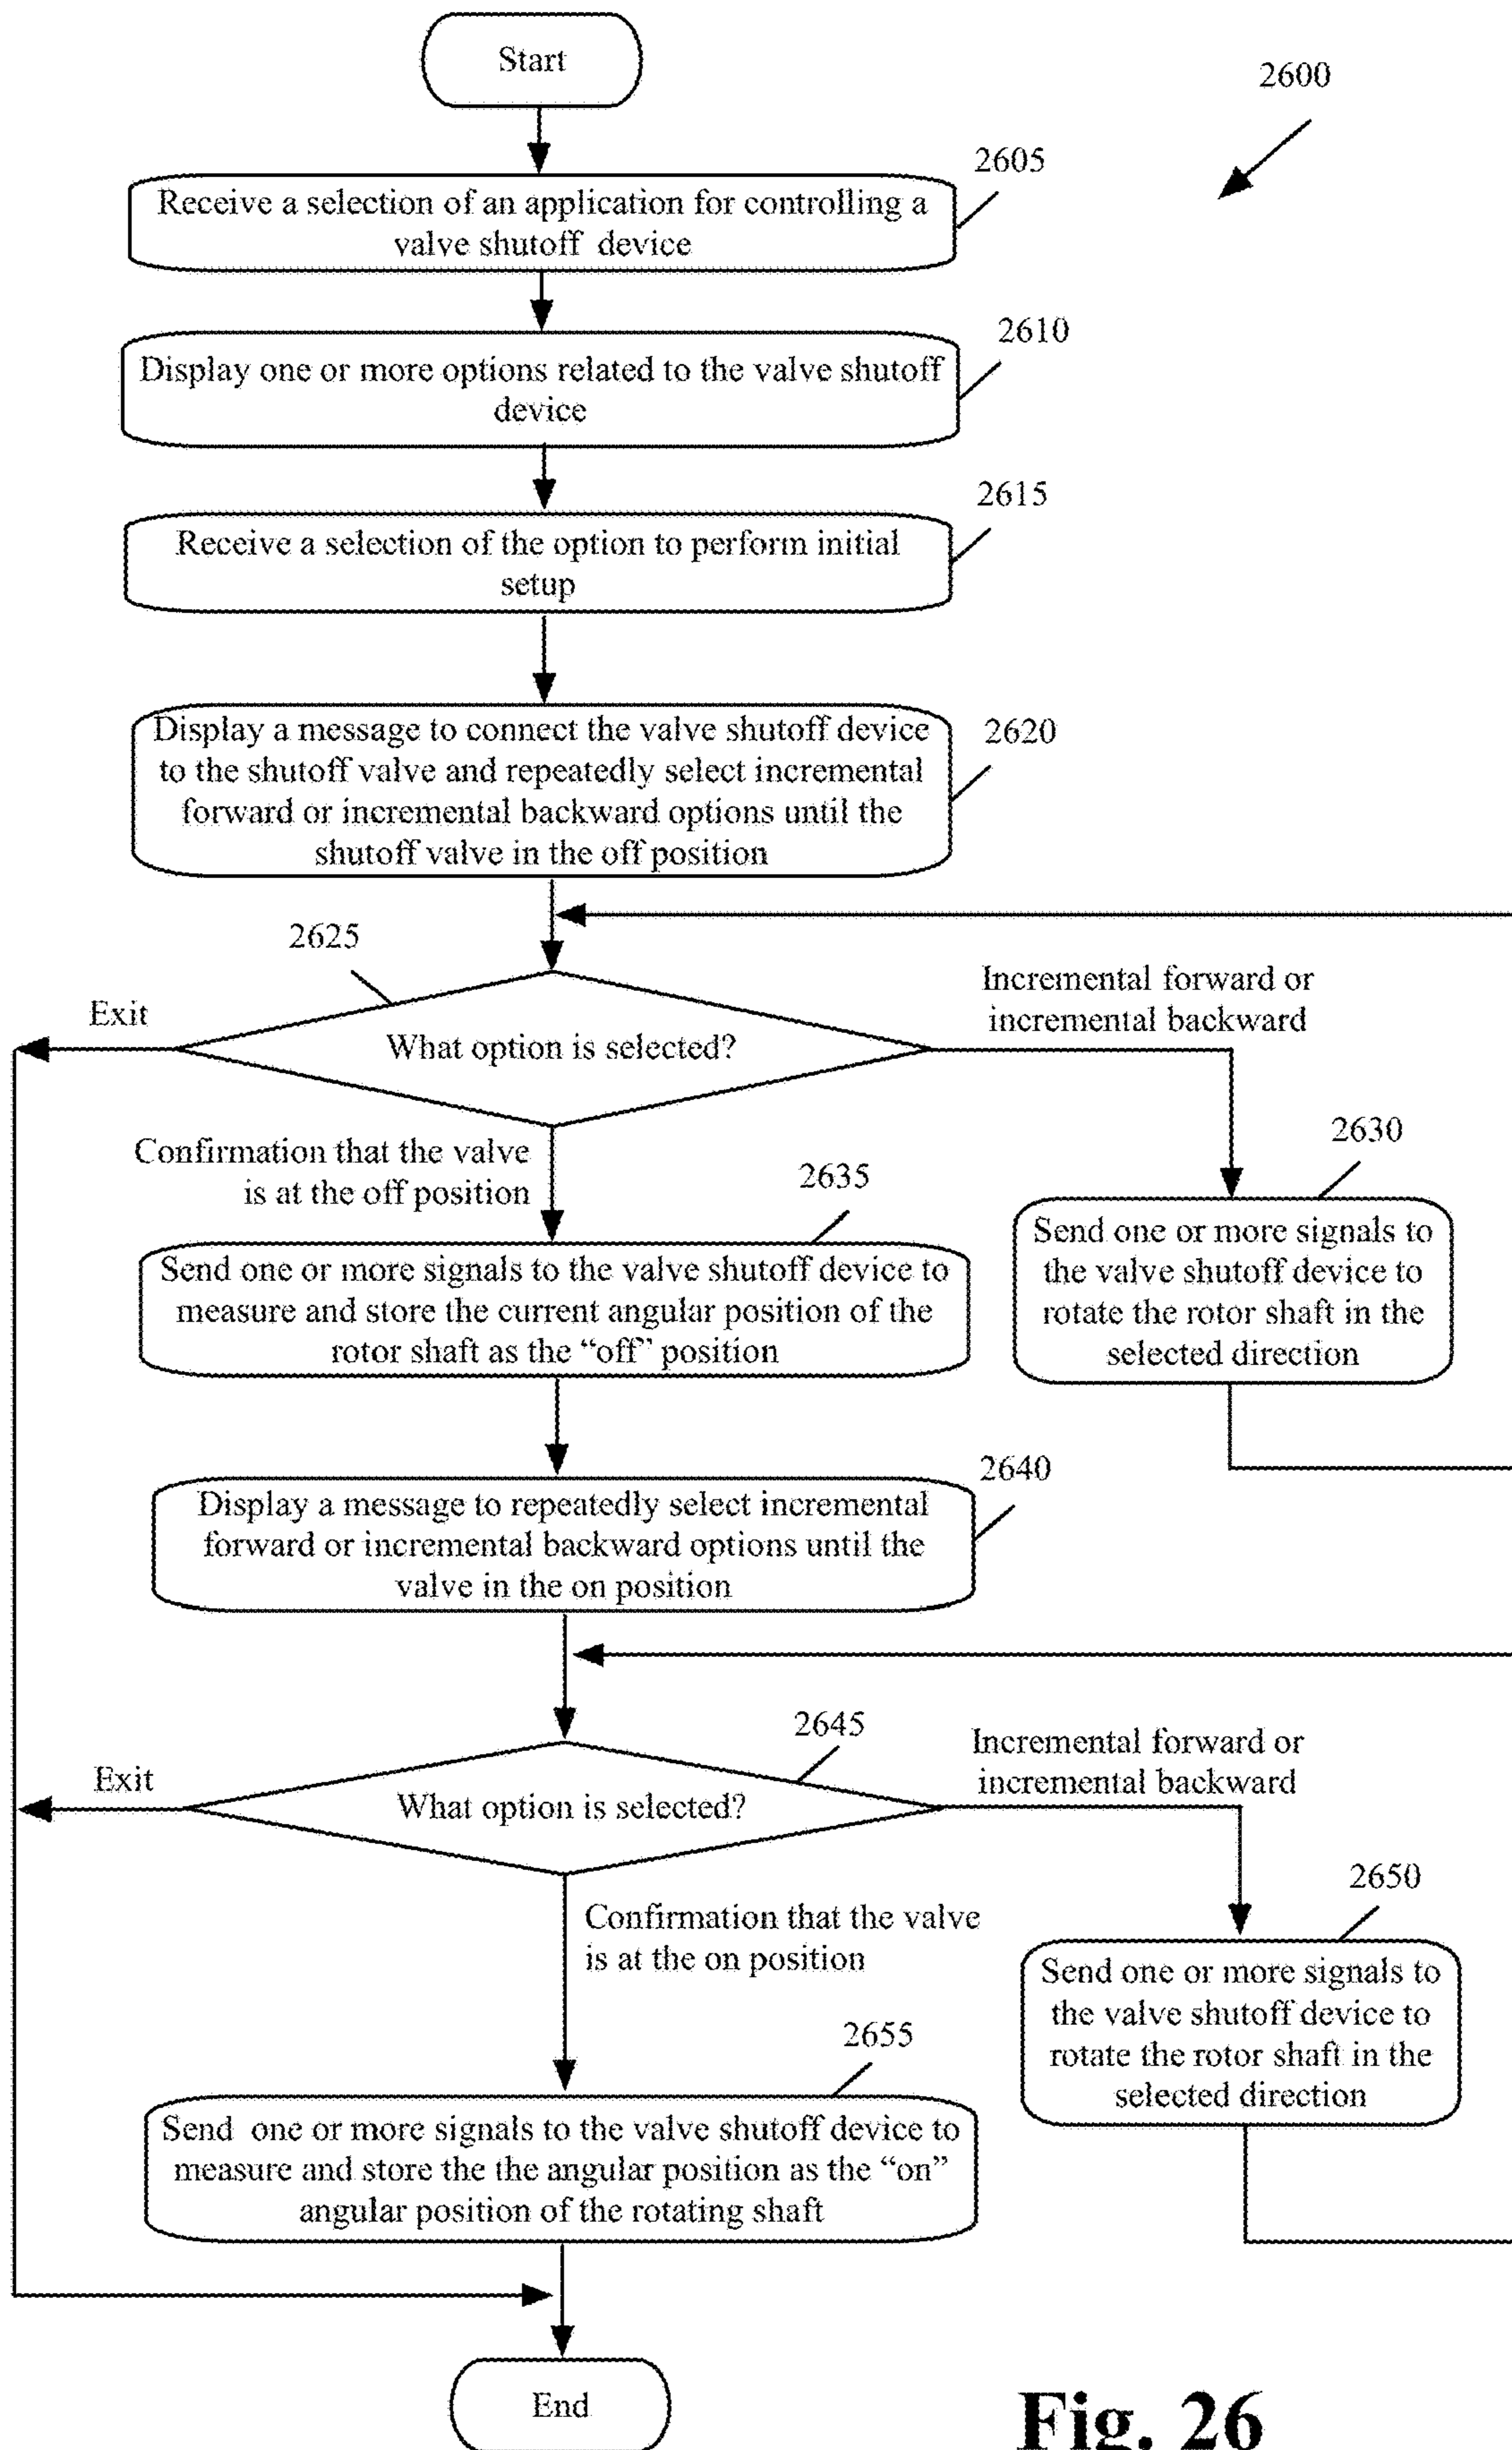 Start
2600
2605
Receive a selection of an application for controlling a
valve shutoff device
2610
Display one or more options related to the valve shutoff
device
2615
Receive a selection of the option to perform initial
setup
2620
Display a message to connect the valve shutoff device
to the shutoff valve and repeatedly select incremental
forward or incremental backward options until the
shutoff valve in the off position
2625
Exit
What option is selected?
Incremental forward or
incremental backward
Confirmation that the valve
is at the off position
2630
Send one or more signals to
the valve shutoff device to
rotate the rotor shaft in the
selected direction
2635
Send one or more signals to the valve shutoff device to
measure and store the current angular position of the
rotor shaft as the “off” position
2640
Display a message to repeatedly select incremental
forward or incremental backward options until the
valve in the on position
2645
Exit
What option is selected?
Incremental forward or
incremental backward
Confirmation that the valve
is at the on position
2650
Send one or more signals to
the valve shutoff device to
rotate the rotor shaft in the
selected direction
2655
Send one or more signals to the valve shutoff device to
measure and store the the angular position as the “on”
angular position of the rotating shaft
End
Fig. 26